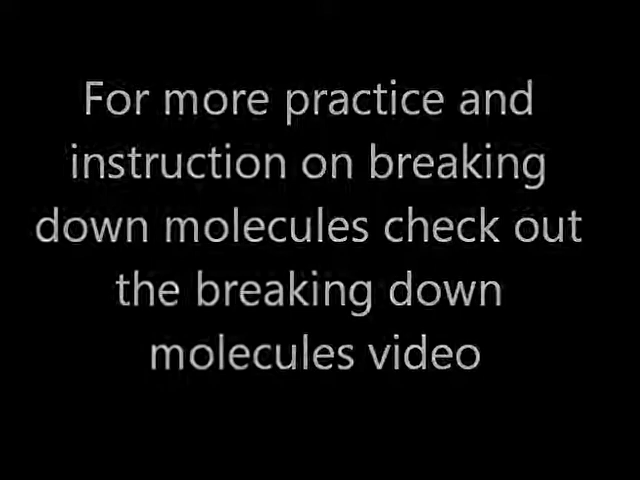 For more practice and
instruction on breaking
down molecules check out
the breaking down
molecules video